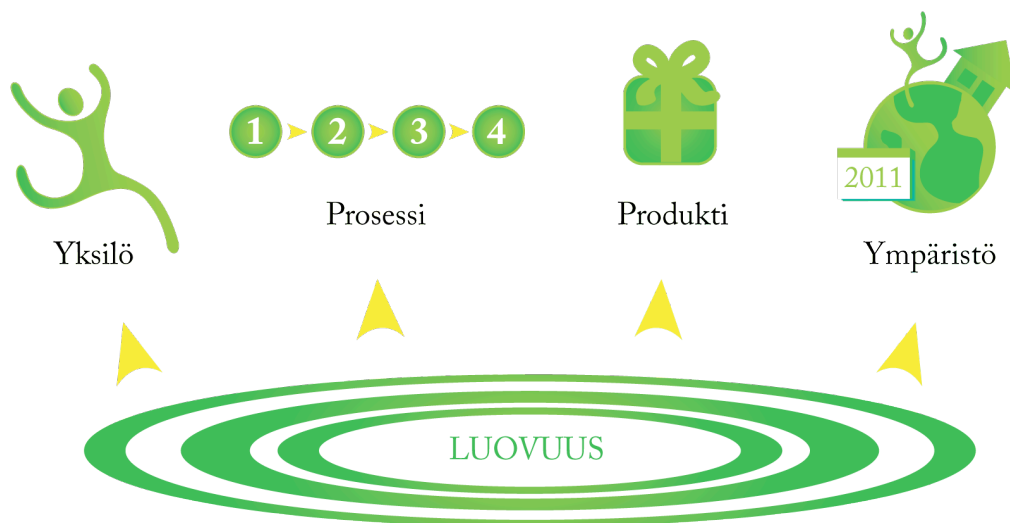 1 2 3 4
2011
Yksilö
Prosessi
Produkti
Ympäristö
LUOVUUS